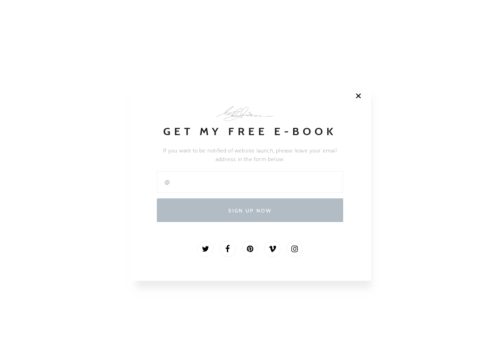 GET MY FREE E-BOOK
If you want to be notified of website launch, please leave your email
address in the form below
@
SIGN UP NOW